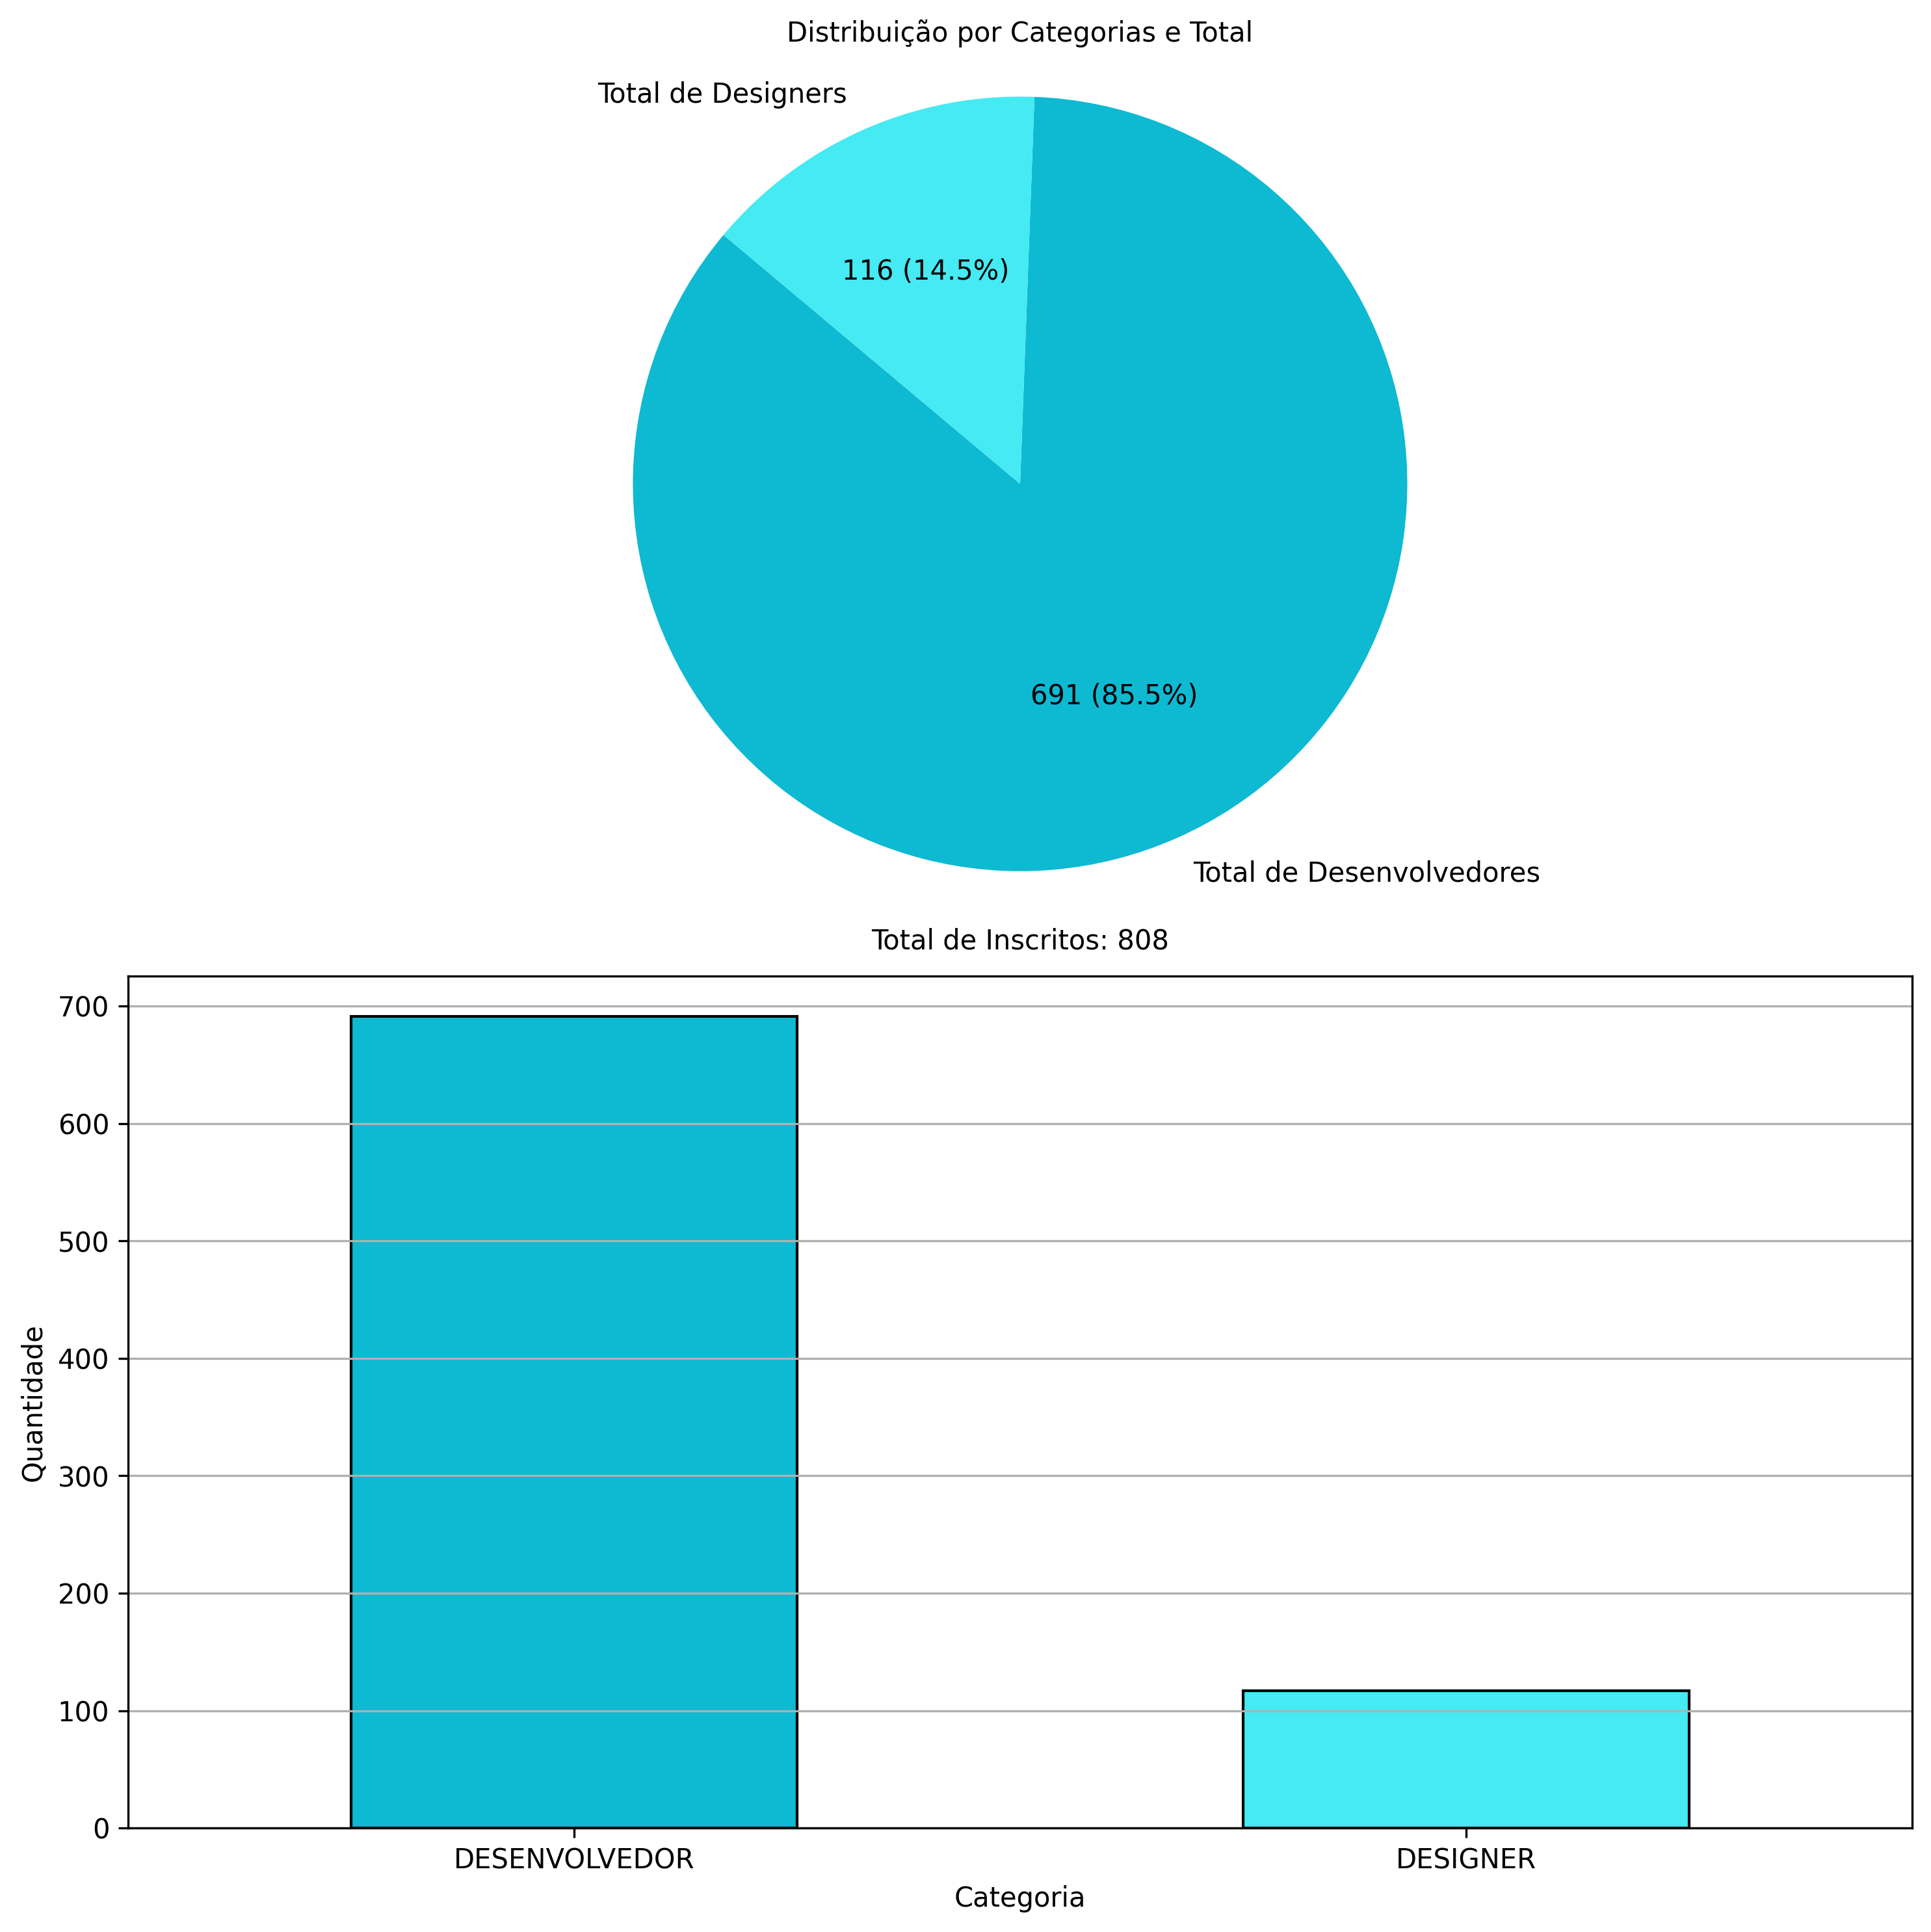 Distribuição por Categorias e Total
Total de Designers
116 (14.5%)
691 (85.5%)
Total de Desenvolvedores
Total de Inscritos: 808
700
600
500
400
300
200
100
0
Quantidade
DESENVOLVEDOR
DESIGNER
Categoria